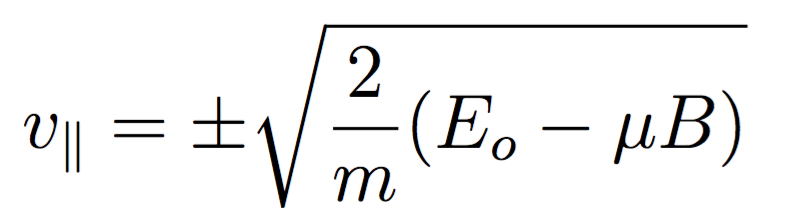 v_∥ = ±√(2/m (E_o − μB))